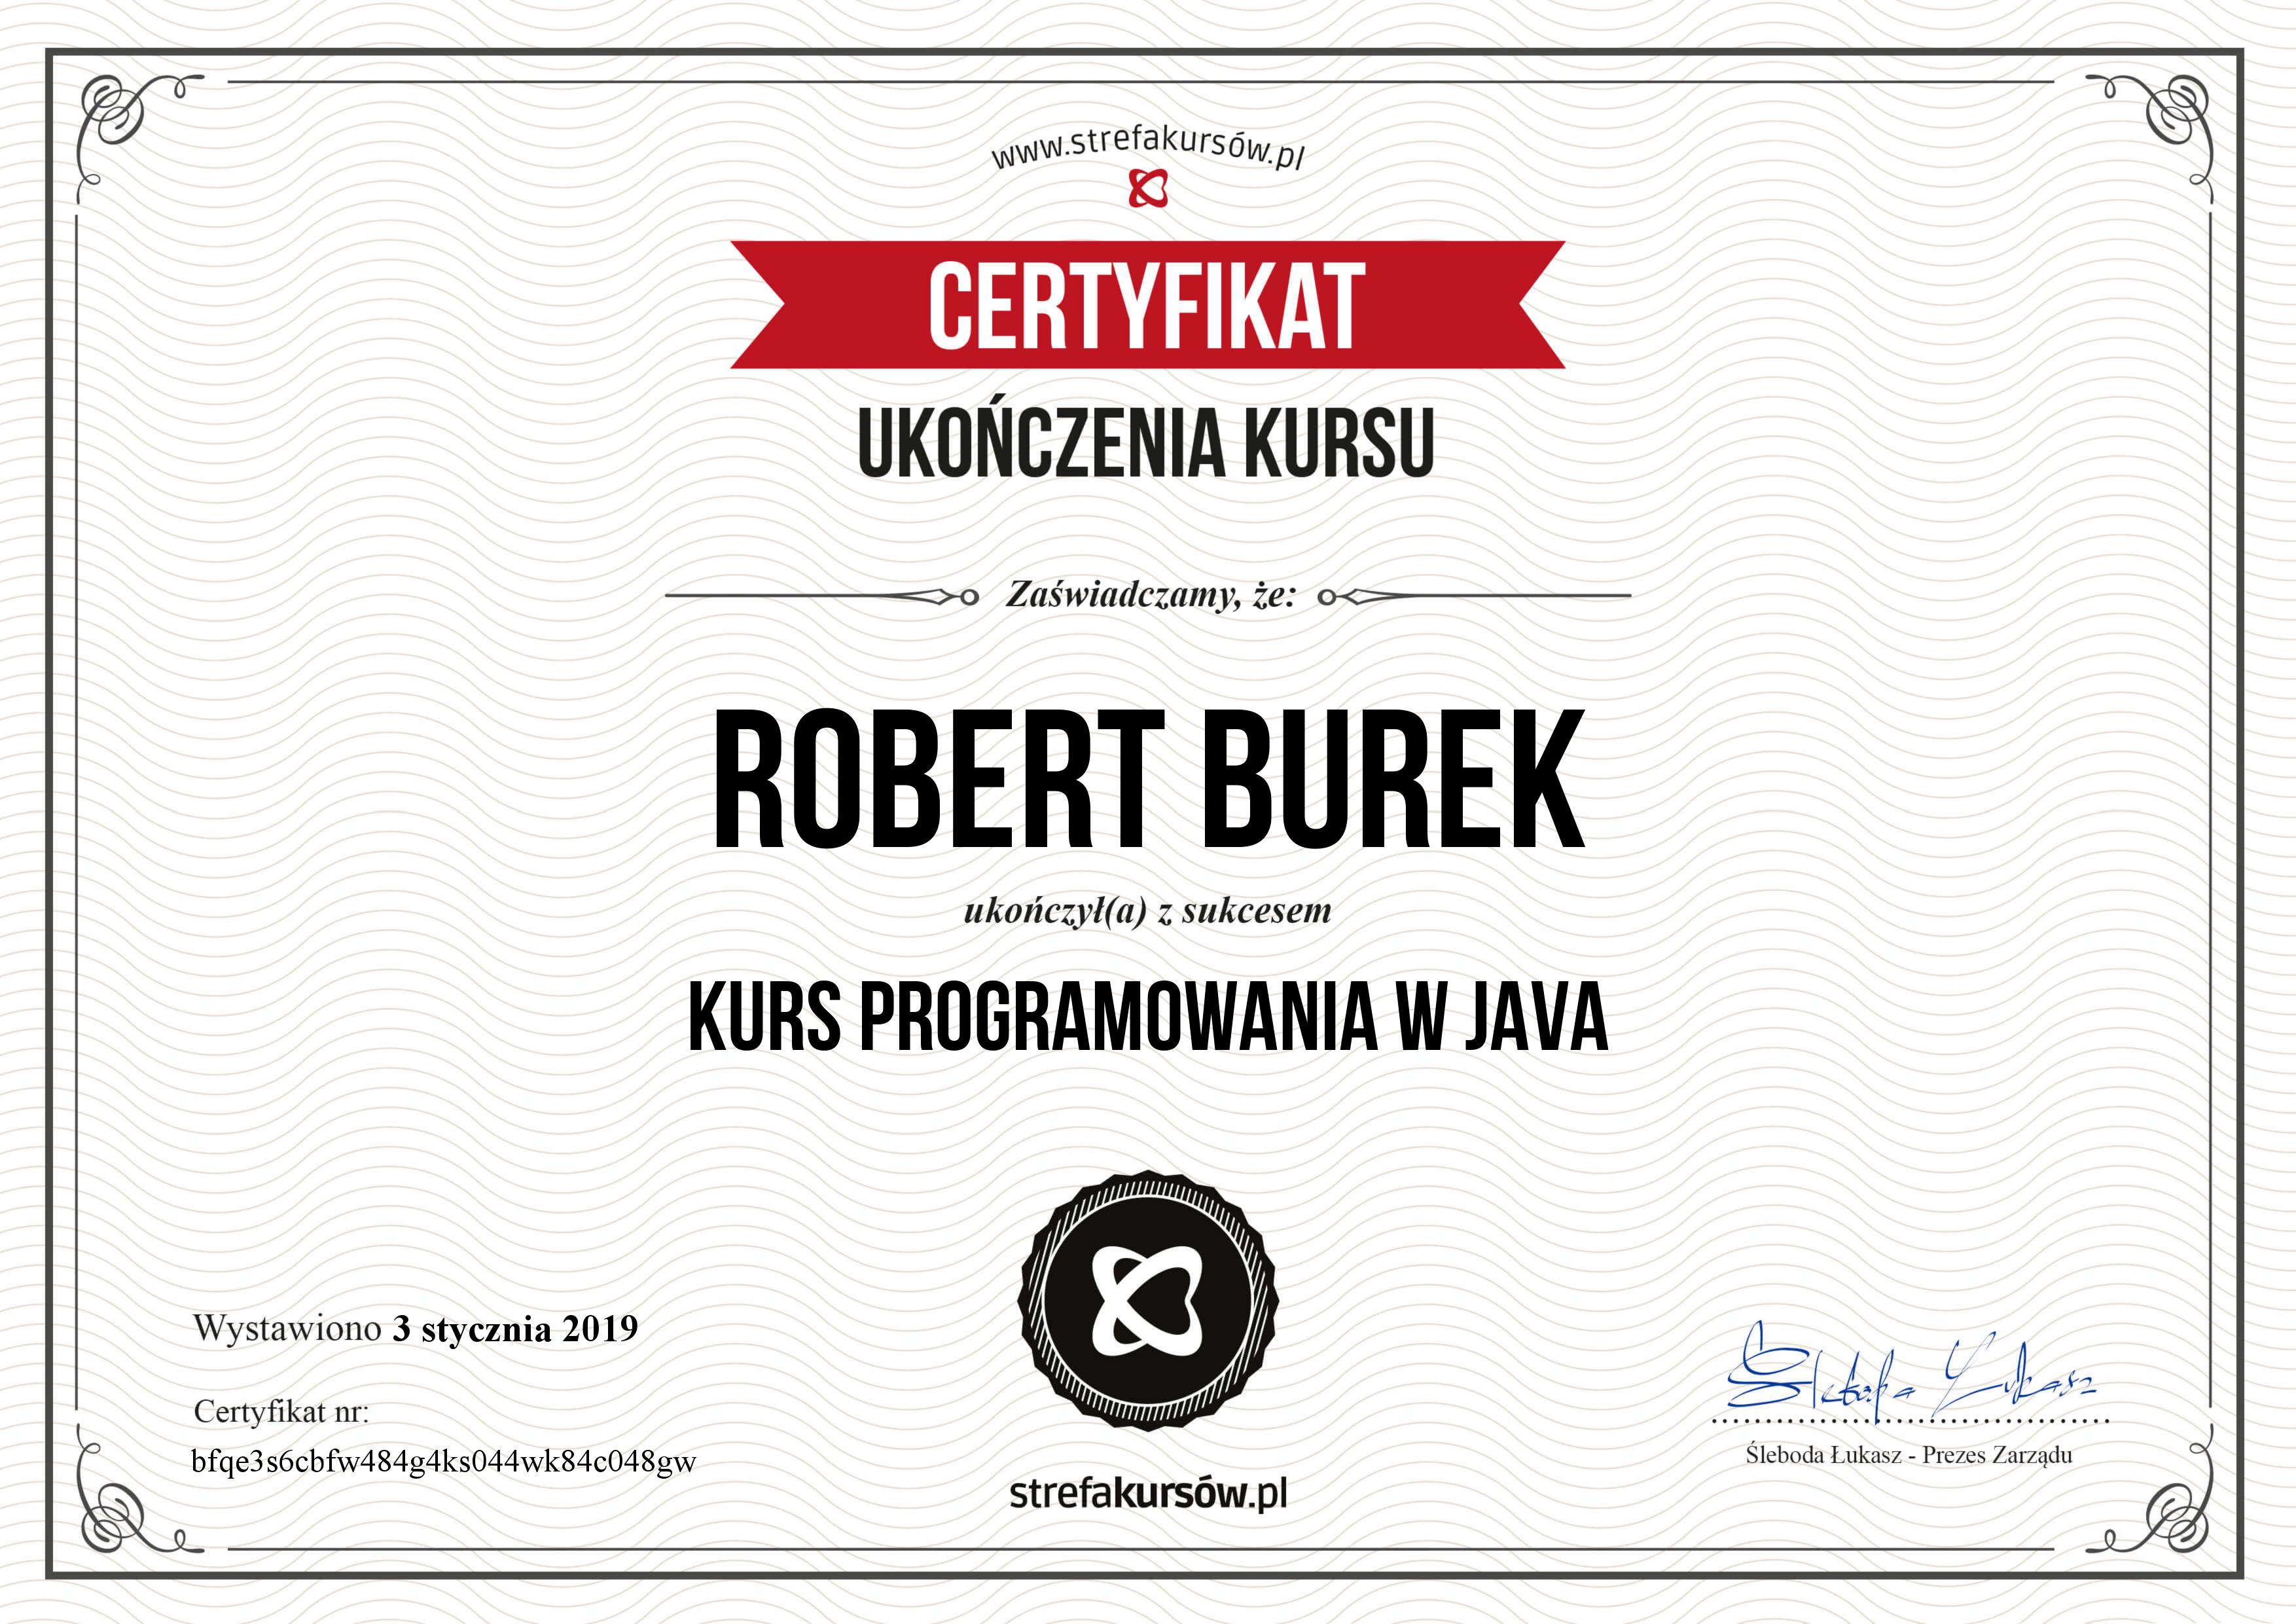 www.strefakursów.pl
CERTYFIKAT
UKOŃCZENIA KURSU
Zaświadczamy, że:
ROBERT BUREK
ukończył(a) z sukcesem
KURS PROGRAMOWANIA W JAVA
Wystawiono 3 stycznia 2019
Certyfikat nr:
bfqe3s6cbfw484g4ks044wk84c048gw
strefakursów.pl
Śleboda Łukasz
Śleboda Łukasz - Prezes Zarządu